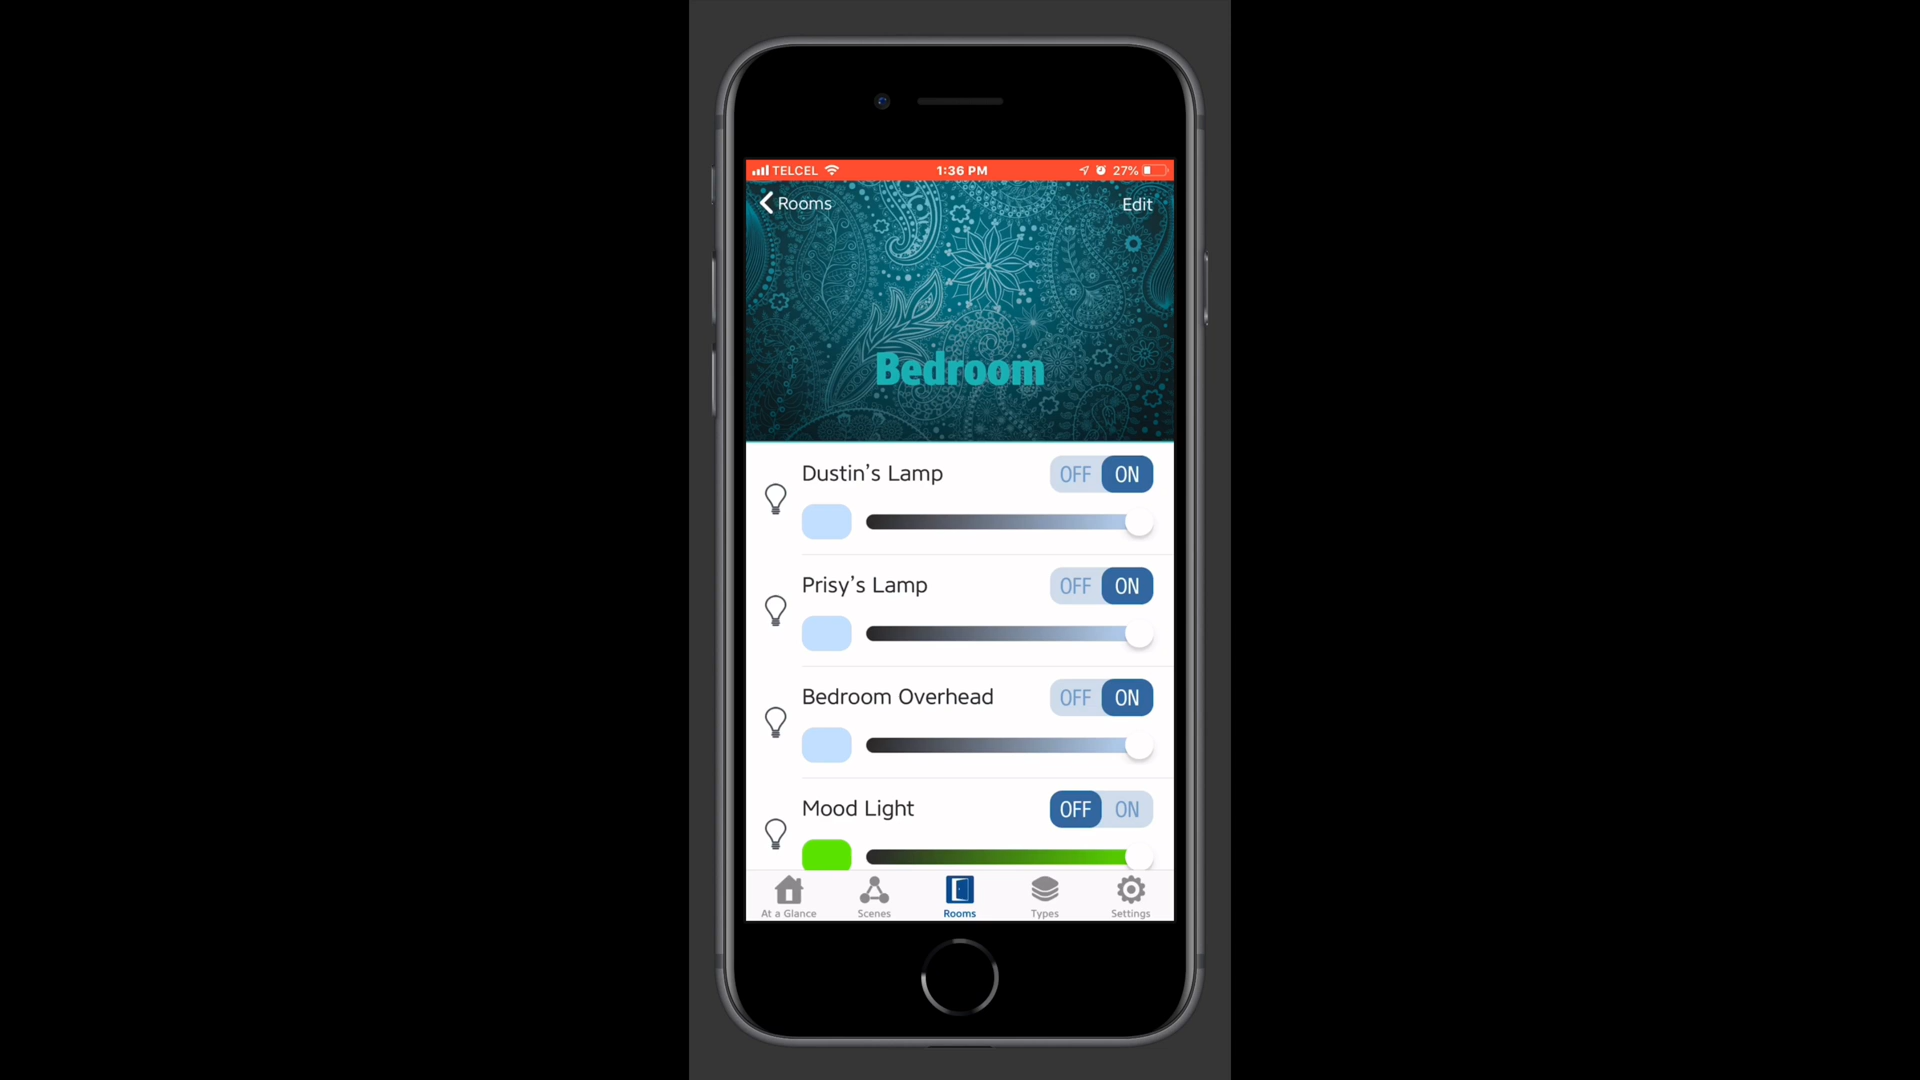 TELCEL 1:36 PM 27%
Rooms Edit
Bedroom
Dustin's Lamp OFF ON
Prisy's Lamp OFF ON
Bedroom Overhead OFF ON
Mood Light OFF ON
At a Glance Scenes Rooms Types Settings